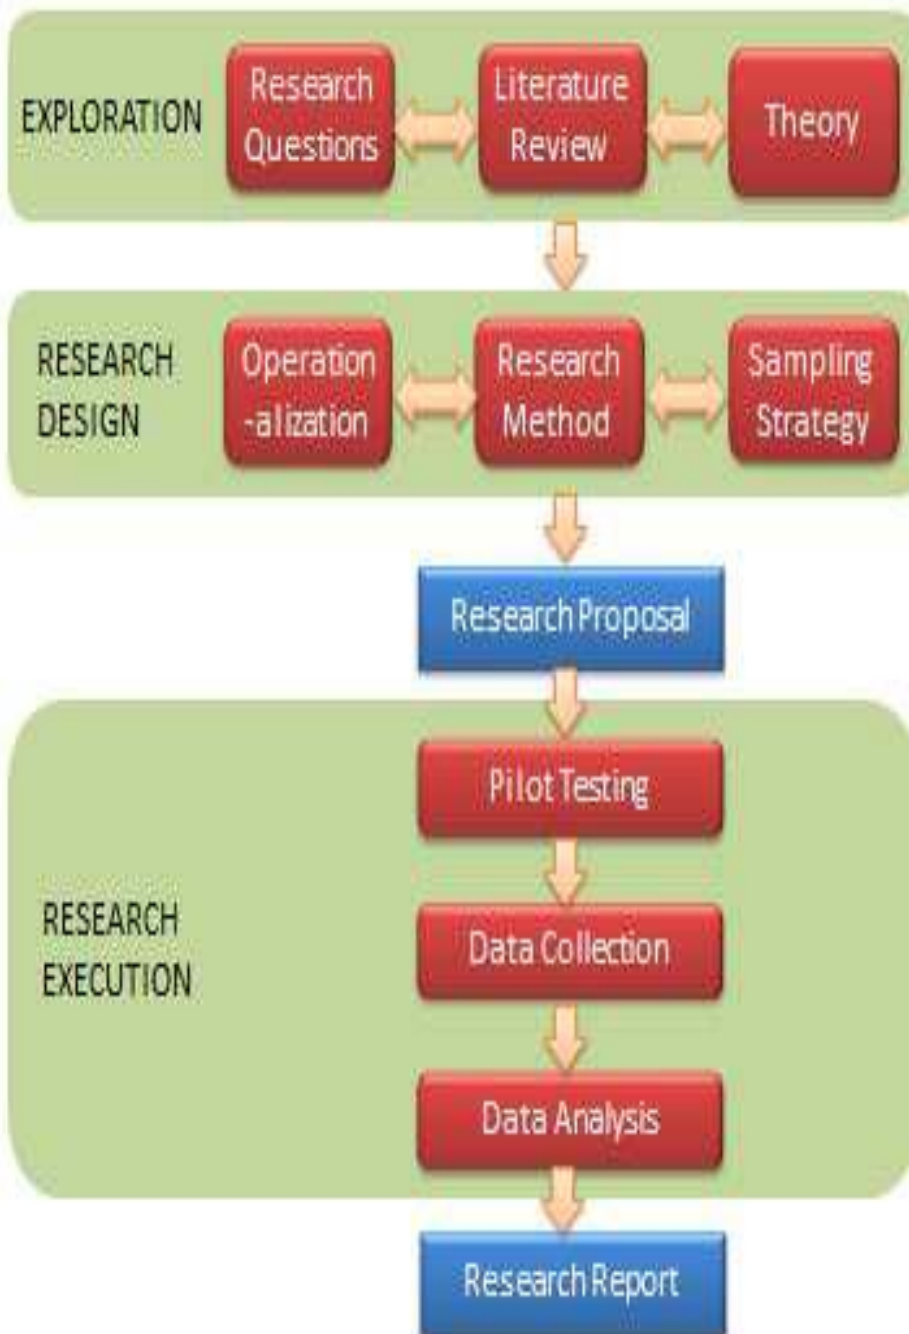 EXPLORATION
Research
Questions
Literature
Review
Theory
RESEARCH
DESIGN
Operation
-alization
Research
Method
Sampling
Strategy
Research Proposal
RESEARCH
EXECUTION
Pilot Testing
Data Collection
Data Analysis
Research Report